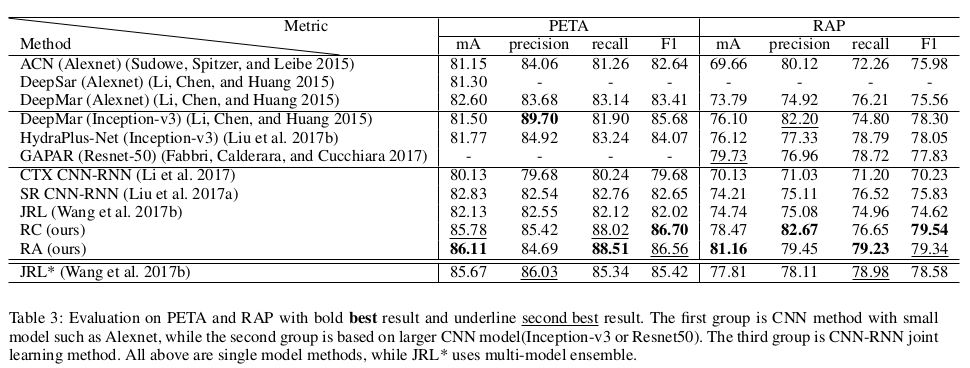 Metric PETA RAP
Method mA precision recall F1 mA precision recall F1
ACN (Alexnet) (Sudowe, Spitzer, and Leibe 2015) 81.15 84.06 81.26 82.64 69.66 80.12 72.26 75.98
DeepSar (Alexnet) (Li, Chen, and Huang 2015) 81.30 - - - - - - -
DeepMar (Alexnet) (Li, Chen, and Huang 2015) 82.60 83.68 83.14 83.41 73.79 74.92 76.21 75.56
DeepMar (Inception-v3) (Li, Chen, and Huang 2015) 81.50 89.70 81.90 85.68 76.10 82.20 74.80 78.30
HydraPlus-Net (Inception-v3) (Liu et al. 2017b) 81.77 84.92 83.24 84.07 76.12 77.33 78.79 78.05
GAPAR (Resnet-50) (Fabbri, Calderara, and Cucchiara 2017) - - - - 79.73 76.96 78.72 77.83
CTX CNN-RNN (Li et al. 2017) 80.13 79.68 80.24 79.68 70.13 71.03 71.20 70.23
SR CNN-RNN (Liu et al. 2017a) 82.83 82.54 82.76 82.65 74.21 75.11 76.52 75.83
JRL (Wang et al. 2017b) 82.13 82.55 82.12 82.02 74.74 75.08 74.96 74.62
RC (ours) 85.78 85.42 88.02 86.70 78.47 82.67 76.65 79.54
RA (ours) 86.11 84.69 88.51 86.56 81.16 79.45 79.23 79.34
JRL* (Wang et al. 2017b) 85.67 86.03 85.34 85.42 77.81 78.11 78.98 78.58
Table 3: Evaluation on PETA and RAP with bold best result and underline second best result. The first group is CNN method with small
model such as Alexnet, while the second group is based on larger CNN model(Inception-v3 or Resnet50). The third group is CNN-RNN joint
learning method. All above are single model methods, while JRL* uses multi-model ensemble.